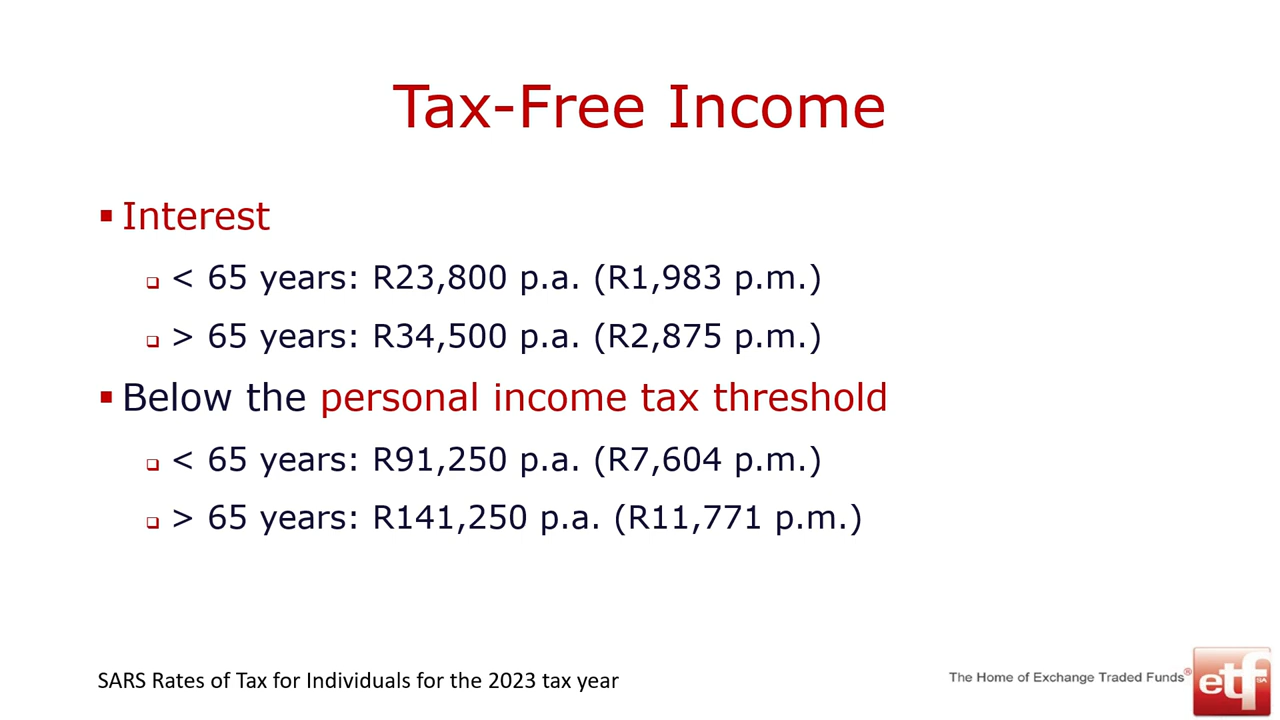 Tax-Free Income
Interest
< 65 years: R23,800 p.a. (R1,983 p.m.)
> 65 years: R34,500 p.a. (R2,875 p.m.)
Below the personal income tax threshold
< 65 years: R91,250 p.a. (R7,604 p.m.)
> 65 years: R141,250 p.a. (R11,771 p.m.)
SARS Rates of Tax for Individuals for the 2023 tax year
The Home of Exchange Traded Funds®
etfSA